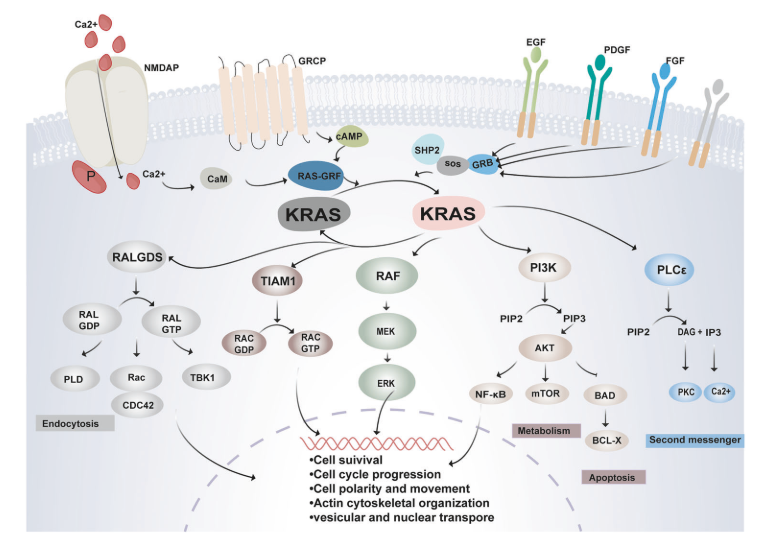 Ca2+
NMDAP
GRCP
EGF
PDGF
FGF
cAMP
SHP2
sos
GRB
P
Ca2+
CaM
RAS-GRF
KRAS
KRAS
RALGDS
TIAM1
RAF
PI3K
PLCε
RAL
GDP
RAL
GTP
RAC
GDP
RAC
GTP
MEK
PIP2
PIP3
PIP2
DAG + IP3
AKT
PLD
Rac
CDC42
TBK1
ERK
NF-κB
mTOR
BAD
PKC
Ca2+
BCL-X
Endocytosis
Metabolism
Second messenger
Apoptosis
•Cell suivival
•Cell cycle progression
•Cell polarity and movement
•Actin cytoskeletal organization
•vesicular and nuclear transpore